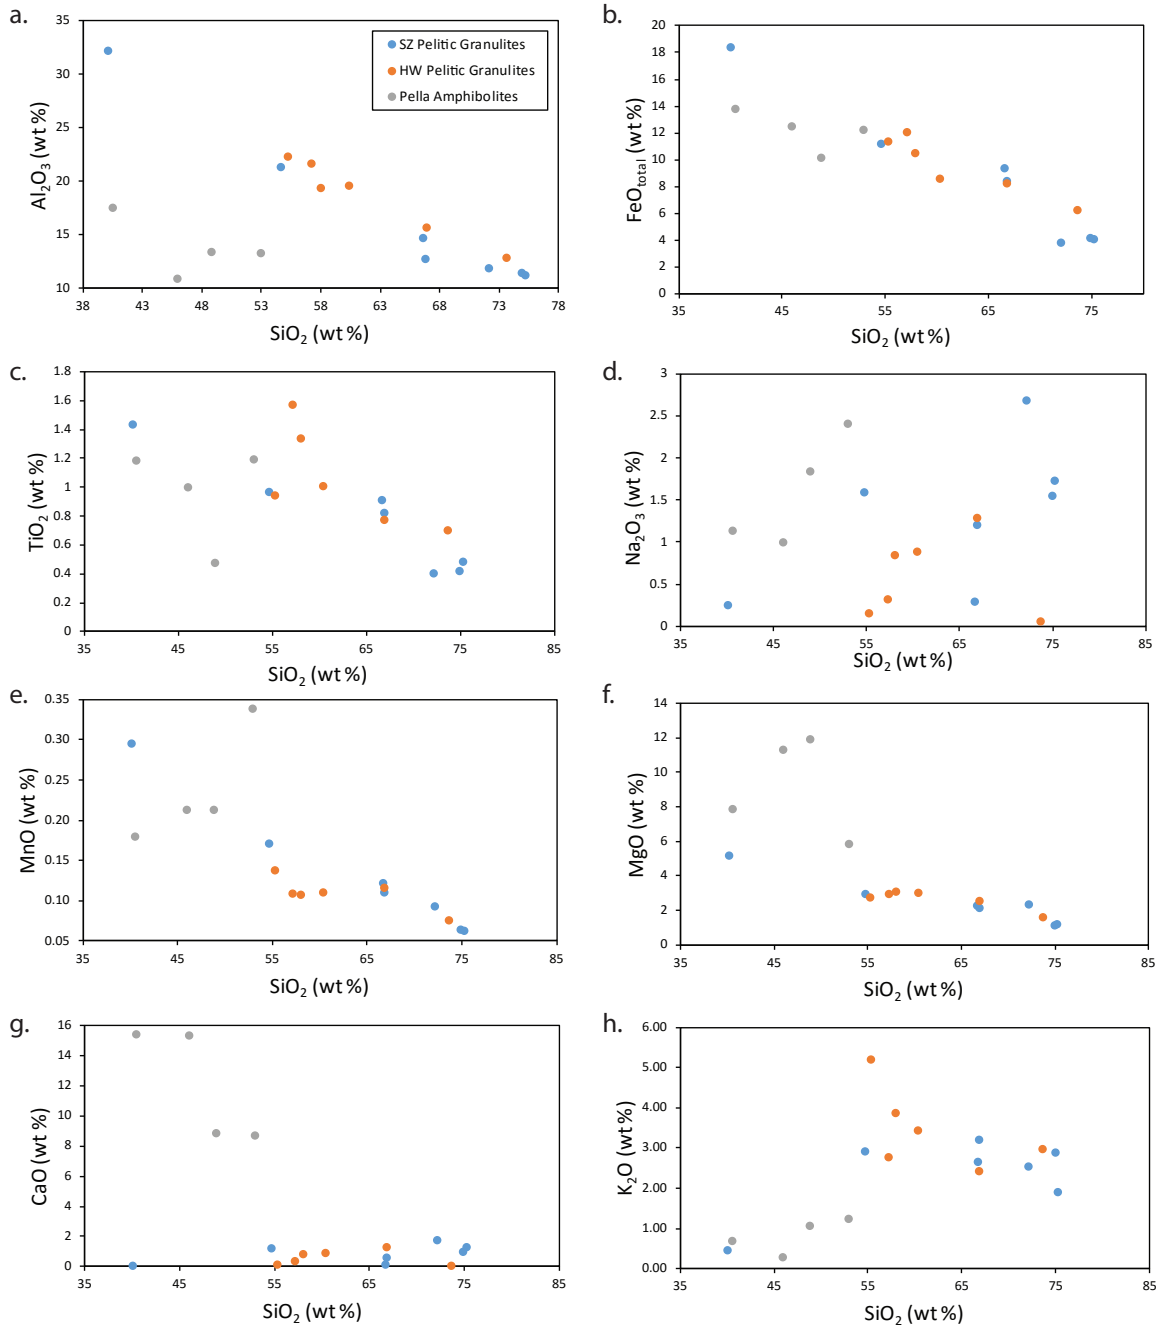 a.
35
30
25
20
15
10
Al₂O₃ (wt %)
38 43 48 53 58 63 68 73 78
SiO₂ (wt %)
SZ Pelitic Granulites
HW Pelitic Granulites
Pella Amphibolites
b.
20
18
16
14
12
10
8
6
4
2
0
FeO_total (wt %)
35 45 55 65 75
SiO₂ (wt %)
c.
1.8
1.6
1.4
1.2
1
0.8
0.6
0.4
0.2
0
TiO₂ (wt %)
35 45 55 65 75 85
SiO₂ (wt %)
d.
3
2.5
2
1.5
1
0.5
0
Na₂O₃ (wt %)
35 45 55 65 75 85
SiO₂ (wt %)
e.
0.35
0.30
0.25
0.20
0.15
0.10
0.05
MnO (wt %)
35 45 55 65 75 85
SiO₂ (wt %)
f.
14
12
10
8
6
4
2
0
MgO (wt %)
35 45 55 65 75 85
SiO₂ (wt %)
g.
16
14
12
10
8
6
4
2
0
CaO (wt %)
35 45 55 65 75 85
SiO₂ (wt %)
h.
6.00
5.00
4.00
3.00
2.00
1.00
0.00
K₂O (wt %)
35 45 55 65 75 85
SiO₂ (wt %)